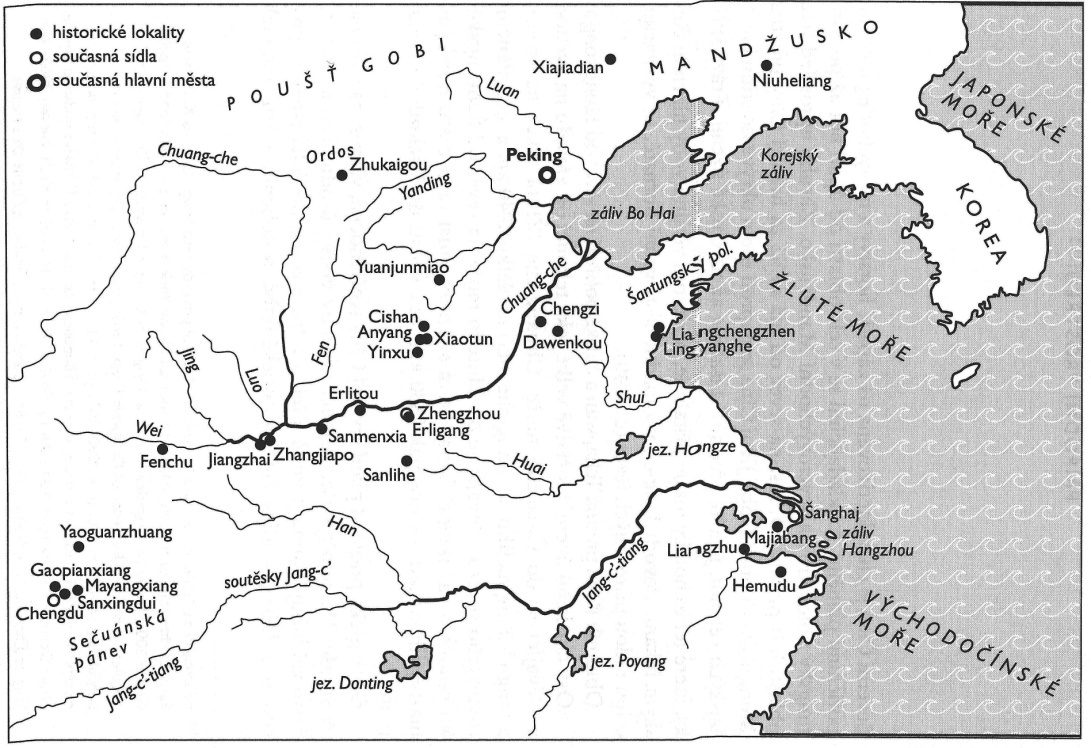 historické lokality
současná sídla
současná hlavní města
POUŠŤ GOBI
MANDŽUSKO
Xiajiadian
Niuheliang
JAPONSKÉ
MOŘE
Luan
Chuang-che
Ordos
Zhukaigou
Peking
Yanding
Korejský
záliv
záliv Bo Hai
KOREA
Yuanjunmiao
Chuang-che
Šantungský pol.
ŽLUTÉ MOŘE
Cishan
Anyang
Xiaotun
Yinxu
Chengzi
Dawenkou
Liangchengzhen
Lingyanghe
Jing
Luo
Fen
Erlitou
Shui
Zhengzhou
Erligang
Wei
Sanmenxia
Fenchu
Jiangzhai
Zhangjiapo
Sanlihe
Huai
jez. Hongze
Han
Yaoguanzhuang
Šanghaj
Majiabang
Liangzhu
záliv
Hangzhou
Gaopianxiang
Mayangxiang
Sanxingdui
Chengdu
soutěsky Jang-c'
Jang-c'-tiang
Hemudu
Sečuánská
pánev
VÝCHODOČÍNSKÉ
MOŘE
jez. Donting
jez. Poyang
Jang-c'-tiang